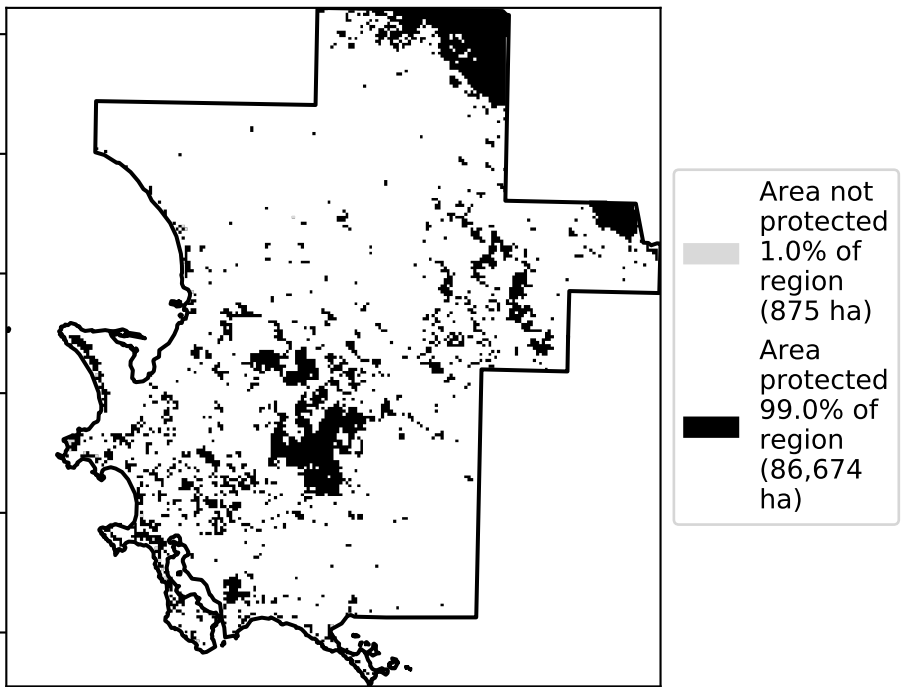 Area not
protected
1.0% of
region
(875 ha)
Area
protected
99.0% of
region
(86,674
ha)